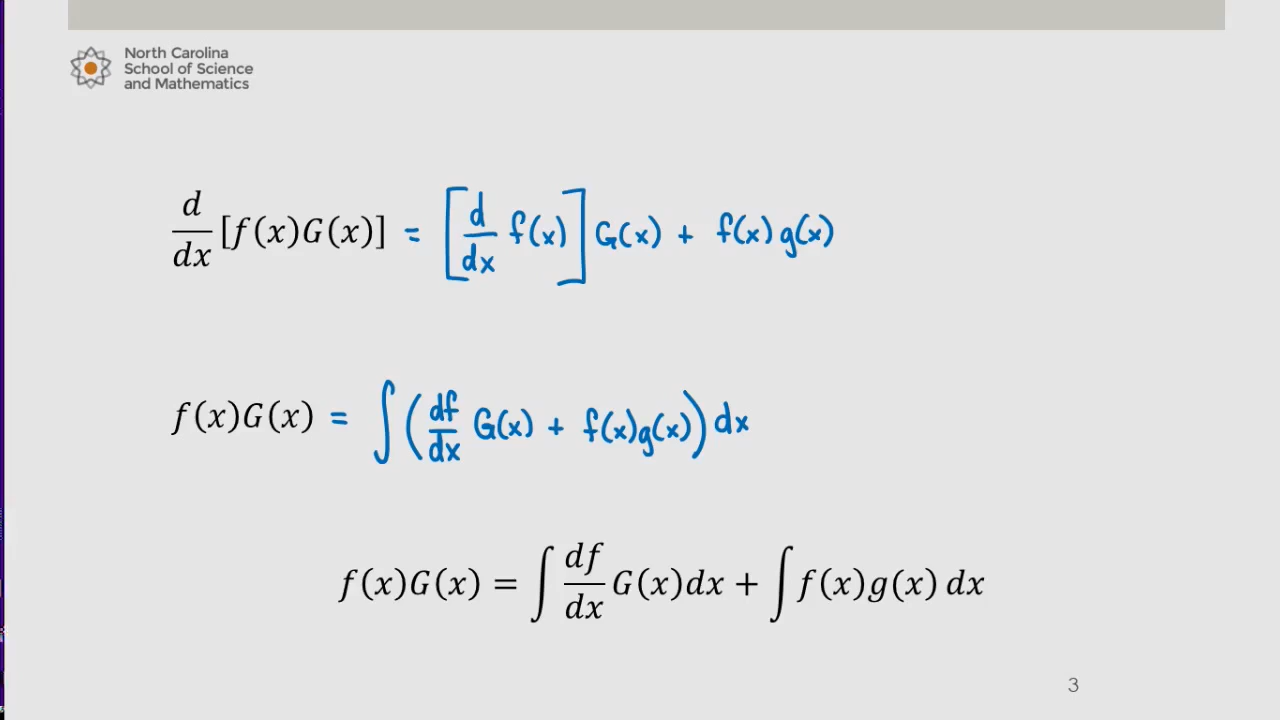 North Carolina
School of Science
and Mathematics
d/dx [f(x)G(x)] = [d/dx f(x)] G(x) + f(x)g(x)
f(x)G(x) = ∫(df/dx G(x) + f(x)g(x)) dx
f(x)G(x) = ∫ df/dx G(x)dx + ∫ f(x)g(x) dx
3